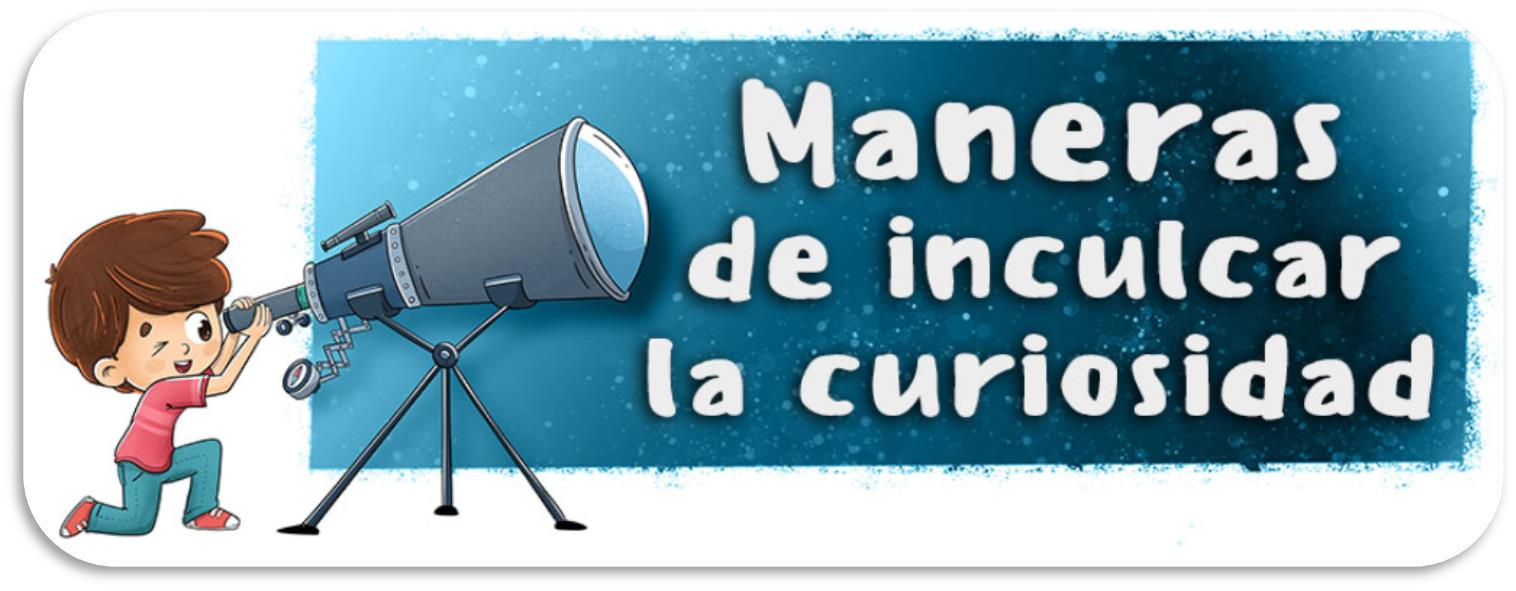 Maneras
de inculcar
la curiosidad